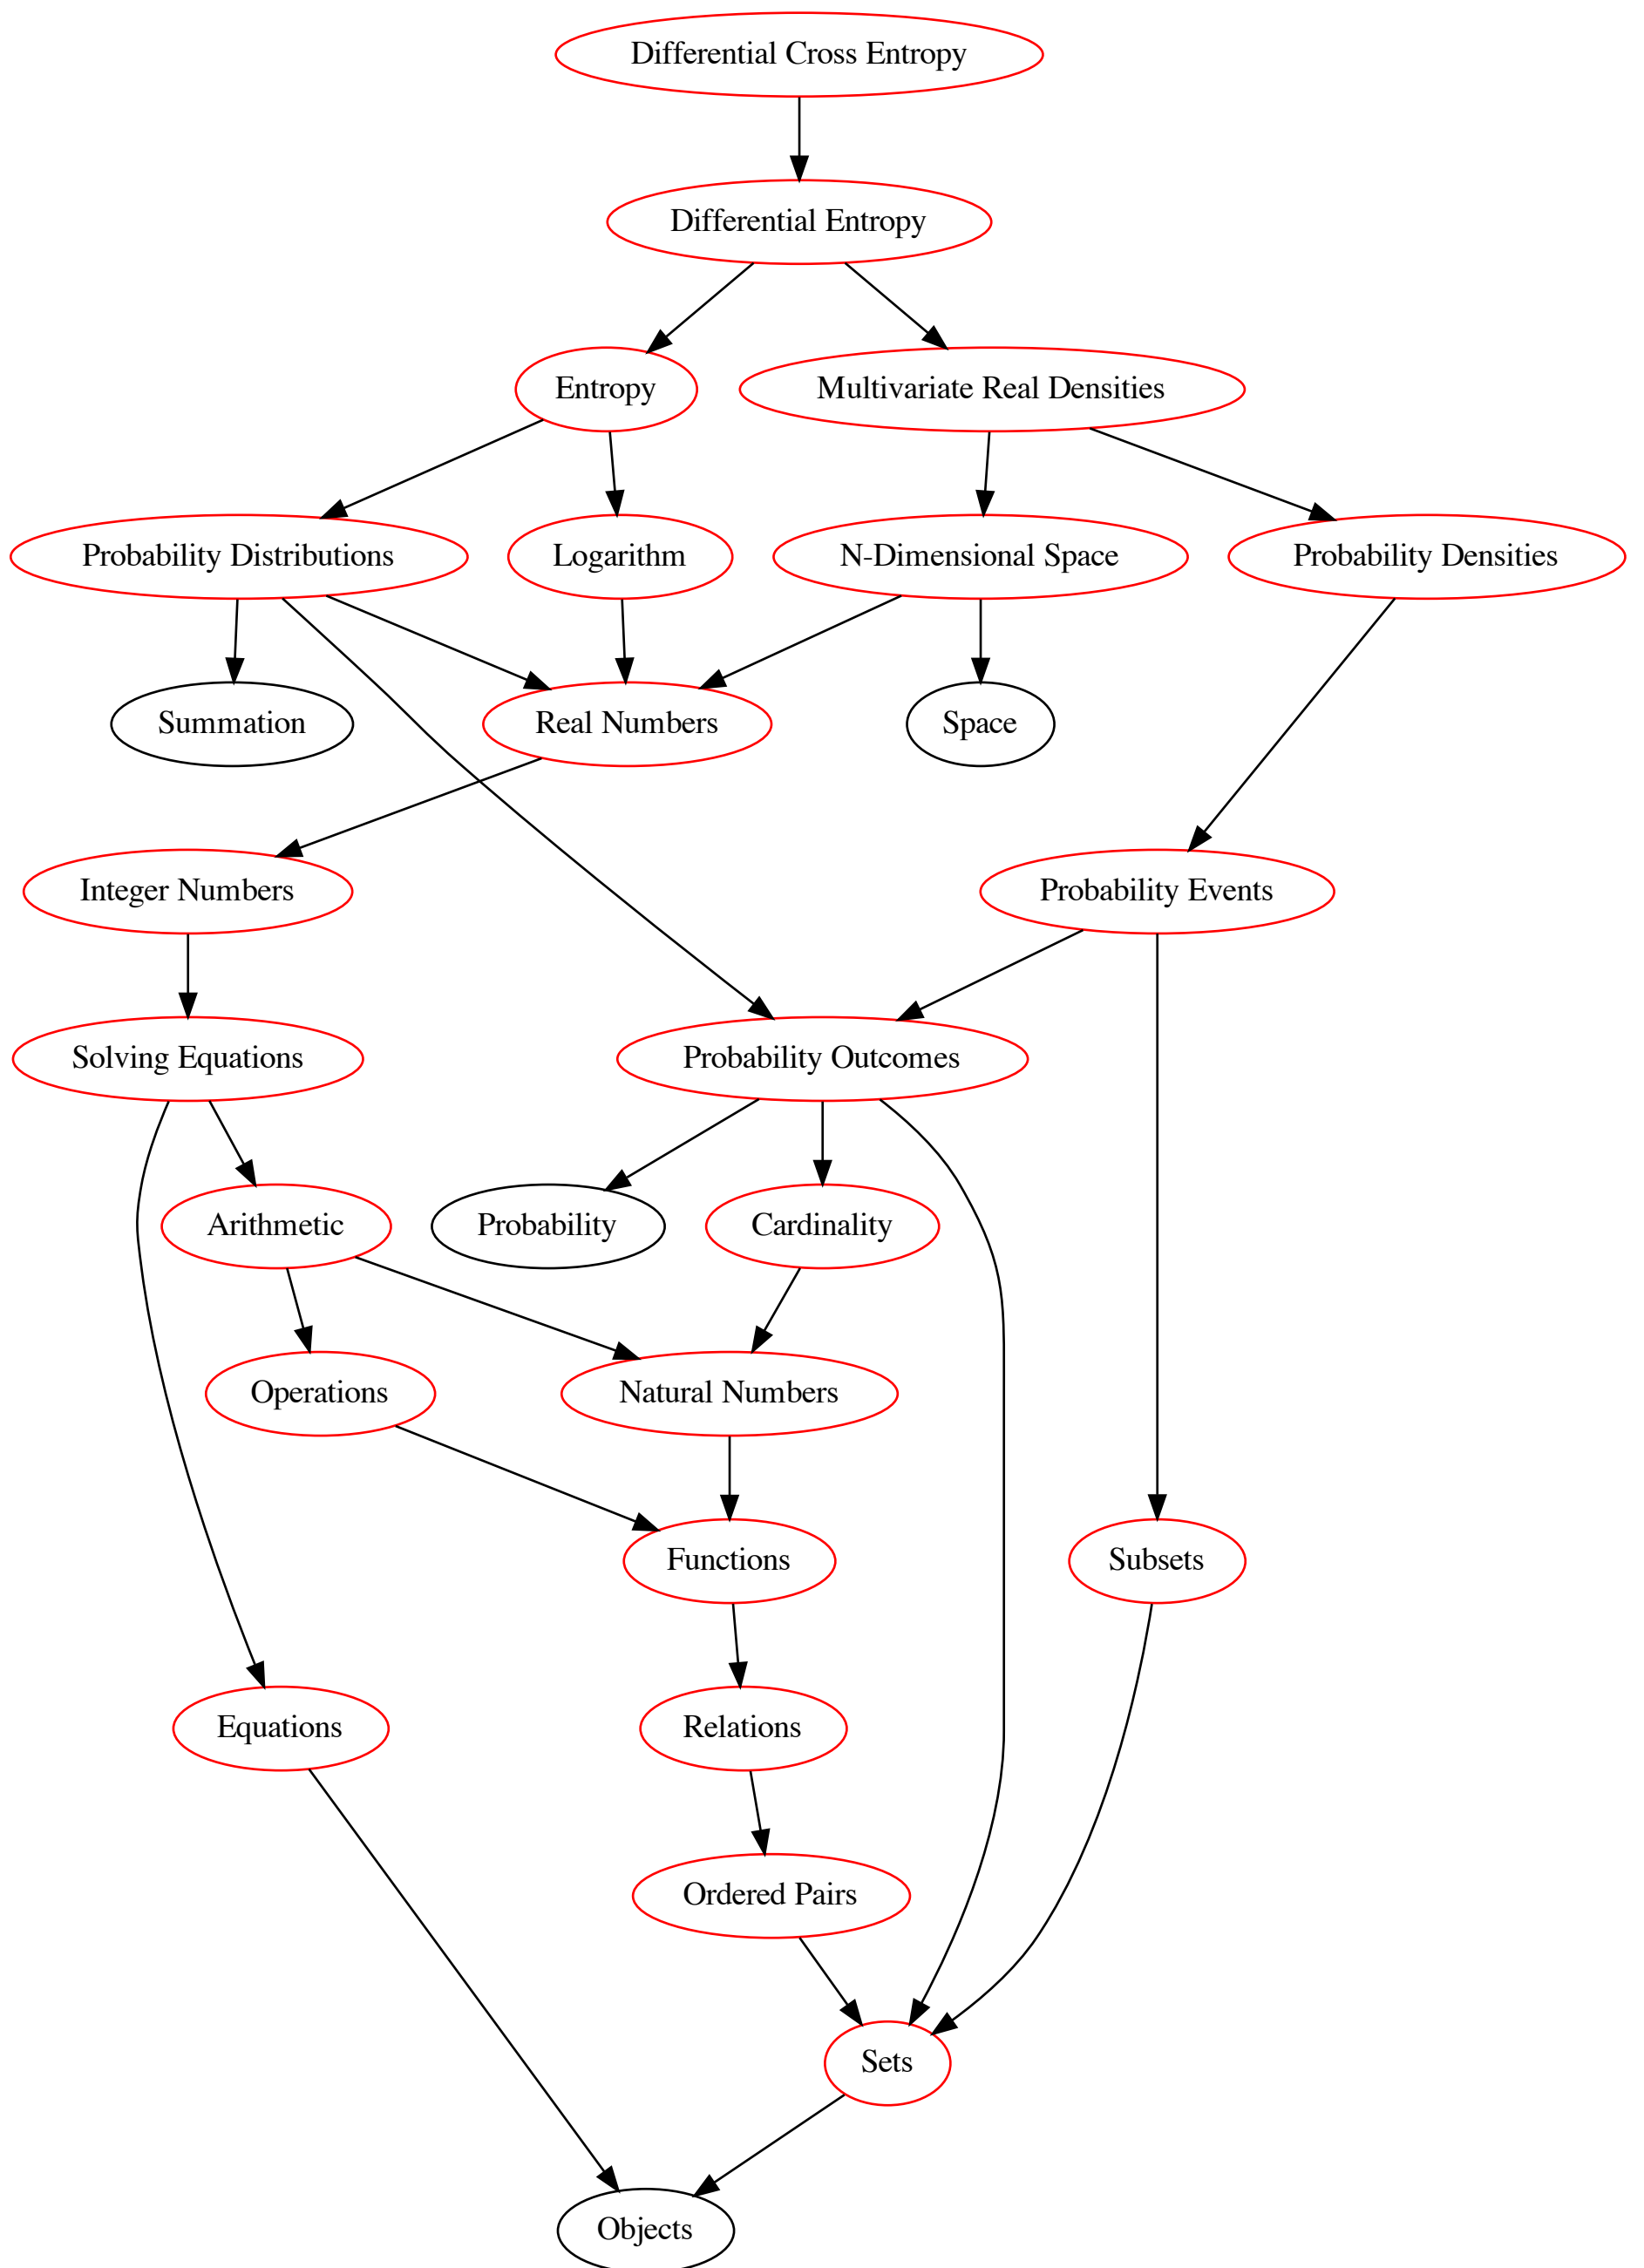 Differential Cross Entropy
Differential Entropy
Entropy
Multivariate Real Densities
Probability Distributions
Logarithm
N-Dimensional Space
Probability Densities
Summation
Real Numbers
Space
Integer Numbers
Probability Events
Solving Equations
Probability Outcomes
Arithmetic
Probability
Cardinality
Operations
Natural Numbers
Functions
Subsets
Equations
Relations
Ordered Pairs
Sets
Objects